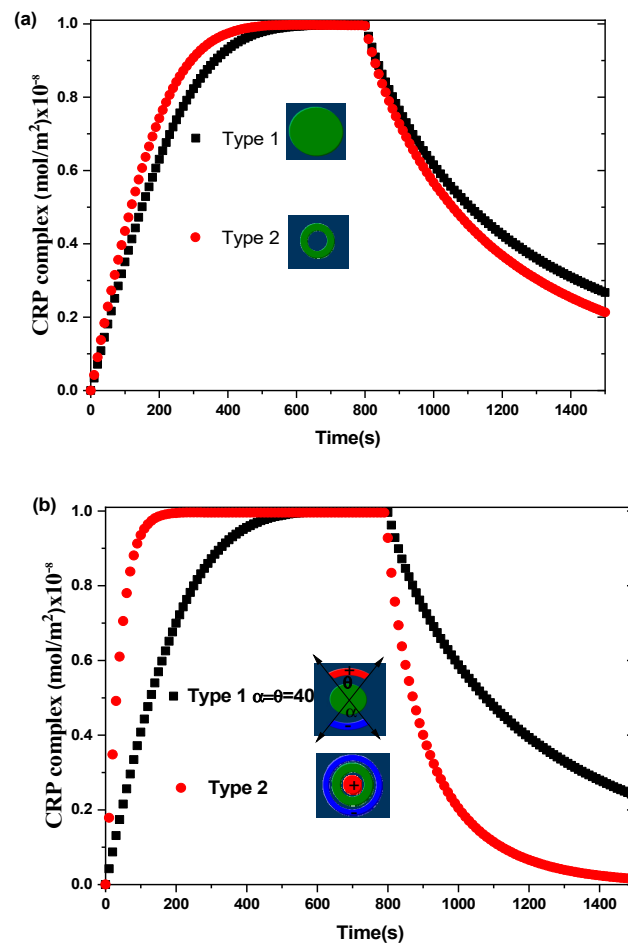 (a)
1.0
0.8
0.6
0.4
0.2
0.0
CRP complex (mol/m²)x10⁻⁸
Type 1
Type 2
0 200 400 600 800 1000 1200 1400
Time(s)
(b)
1.0
0.8
0.6
0.4
0.2
0.0
CRP complex (mol/m²)x10⁻⁸
+
θ
Type 1 α=θ=40
α
-
Type 2
+
0 200 400 600 800 1000 1200 1400
Time(s)